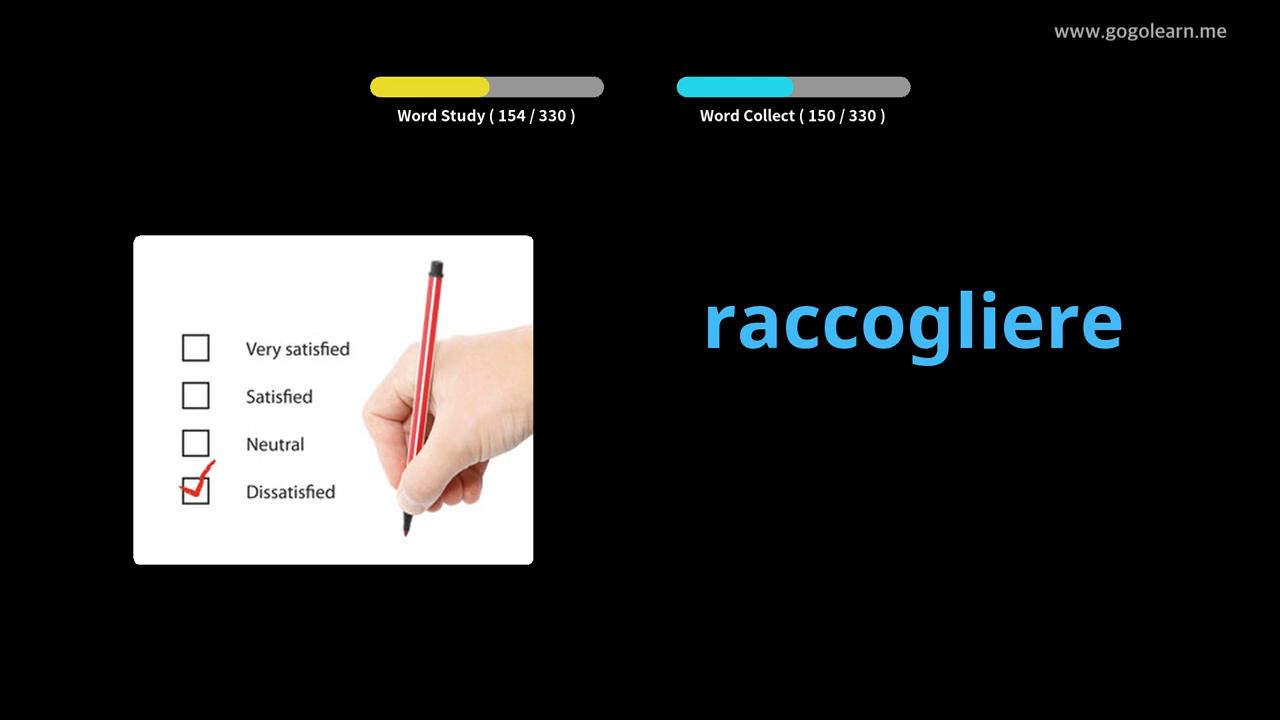 www.gogolearn.me
Word Study ( 154 / 330 )
Word Collect ( 150 / 330 )
Very satisfied
Satisfied
Neutral
Dissatisfied
raccogliere